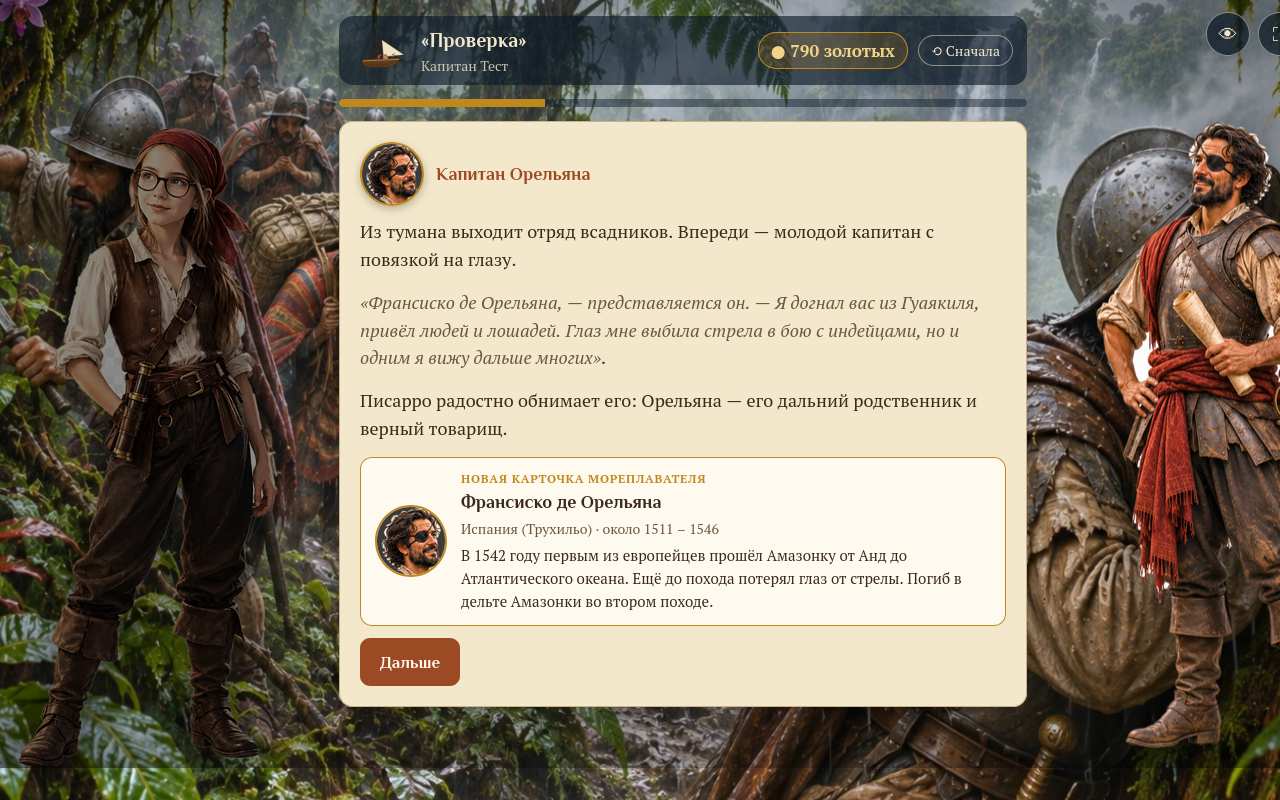 «Проверка»
Капитан Тест
790 золотых
⟲ Сначала
Капитан Орельяна
Из тумана выходит отряд всадников. Впереди — молодой капитан с
повязкой на глазу.
«Франсиско де Орельяна, — представляется он. — Я догнал вас из Гуаякиля,
привёл людей и лошадей. Глаз мне выбила стрела в бою с индейцами, но и
одним я вижу дальше многих».
Писарро радостно обнимает его: Орельяна — его дальний родственник и
верный товарищ.
НОВАЯ КАРТОЧКА МОРЕПЛАВАТЕЛЯ
Франсиско де Орельяна
Испания (Трухильо) · около 1511 – 1546
В 1542 году первым из европейцев прошёл Амазонку от Анд до
Атлантического океана. Ещё до похода потерял глаз от стрелы. Погиб в
дельте Амазонки во втором походе.
Дальше